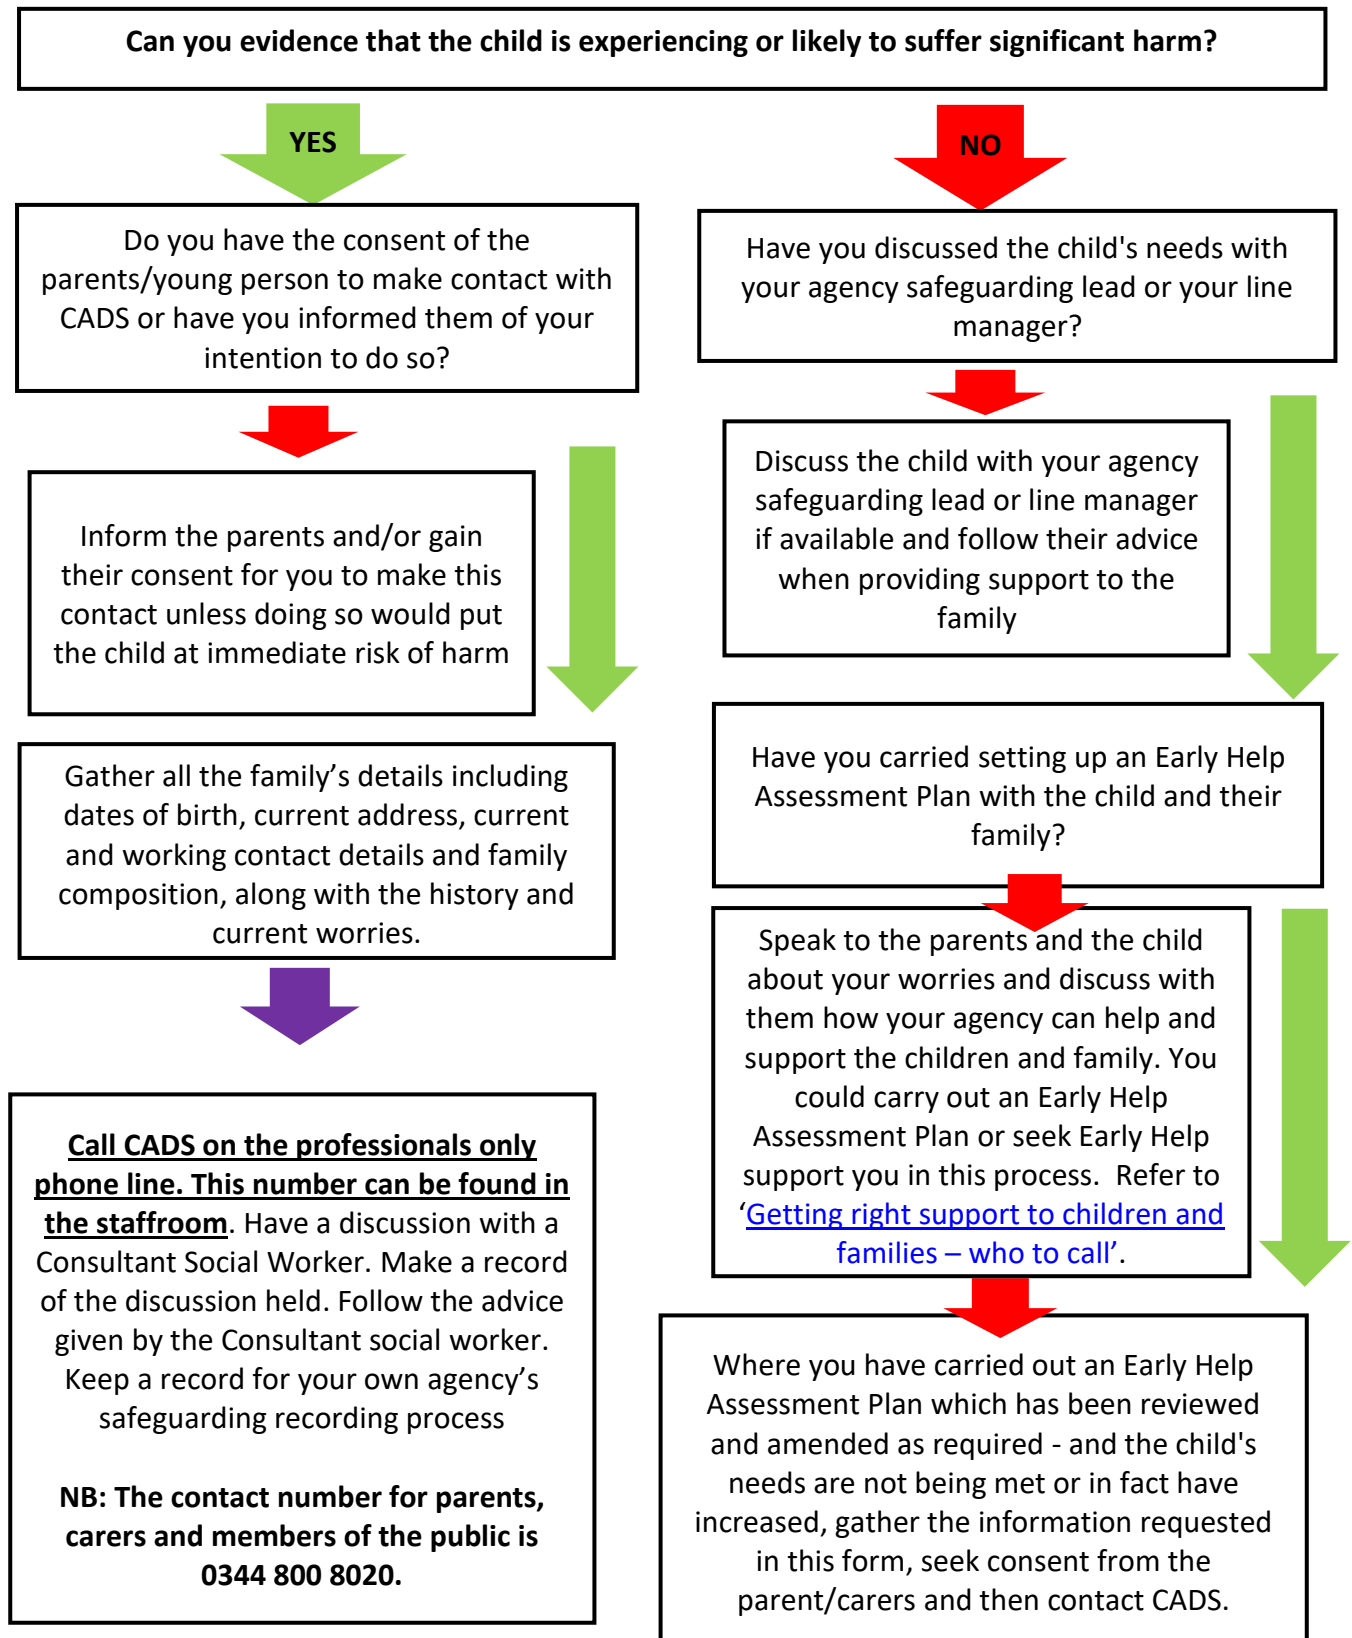 Can you evidence that the child is experiencing or likely to suffer significant harm?
YES
NO
Do you have the consent of the
parents/young person to make contact with
CADS or have you informed them of your
intention to do so?
Have you discussed the child's needs with
your agency safeguarding lead or your line
manager?
Inform the parents and/or gain
their consent for you to make this
contact unless doing so would put
the child at immediate risk of harm
Discuss the child with your agency
safeguarding lead or line manager
if available and follow their advice
when providing support to the
family
Gather all the family’s details including
dates of birth, current address, current
and working contact details and family
composition, along with the history and
current worries.
Have you carried setting up an Early Help
Assessment Plan with the child and their
family?
Speak to the parents and the child
about your worries and discuss with
them how your agency can help and
support the children and family. You
could carry out an Early Help
Assessment Plan or seek Early Help
support you in this process. Refer to
‘Getting right support to children and
families – who to call’.
Call CADS on the professionals only
phone line. This number can be found in
the staffroom. Have a discussion with a
Consultant Social Worker. Make a record
of the discussion held. Follow the advice
given by the Consultant social worker.
Keep a record for your own agency’s
safeguarding recording process
NB: The contact number for parents,
carers and members of the public is
0344 800 8020.
Where you have carried out an Early Help
Assessment Plan which has been reviewed
and amended as required - and the child's
needs are not being met or in fact have
increased, gather the information requested
in this form, seek consent from the
parent/carers and then contact CADS.